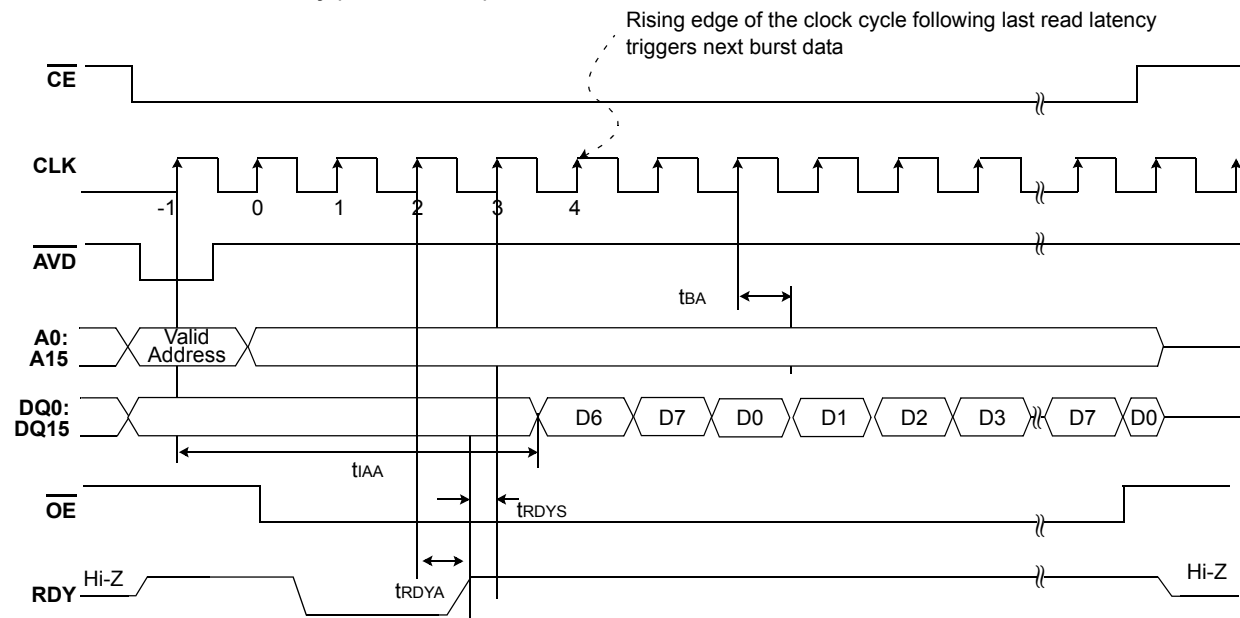 Rising edge of the clock cycle following last read latency
triggers next burst data
CE
CLK
-1 0 1 2 3 4
AVD
tBA
A0:
A15
Valid
Address
DQ0:
DQ15
D6 D7 D0 D1 D2 D3 D7 D0
tIAA
OE
tRDYS
Hi-Z
RDY
tRDYA
Hi-Z